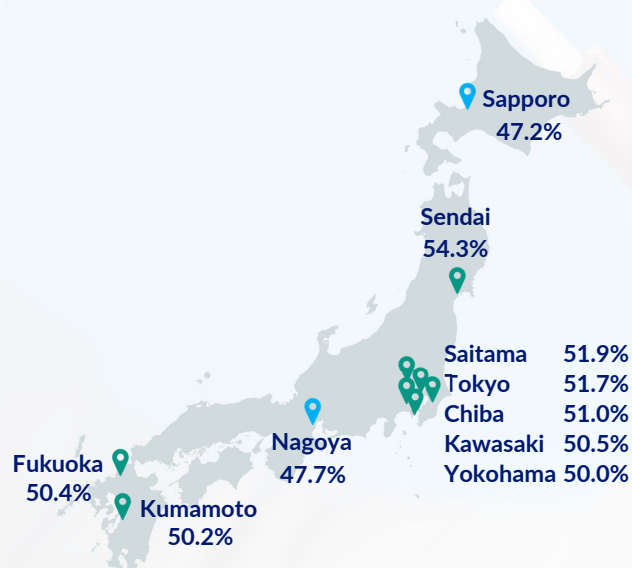 Sapporo
47.2%
Sendai
54.3%
Saitama 51.9%
Tokyo 51.7%
Chiba 51.0%
Kawasaki 50.5%
Yokohama 50.0%
Nagoya
47.7%
Fukuoka
50.4%
Kumamoto
50.2%